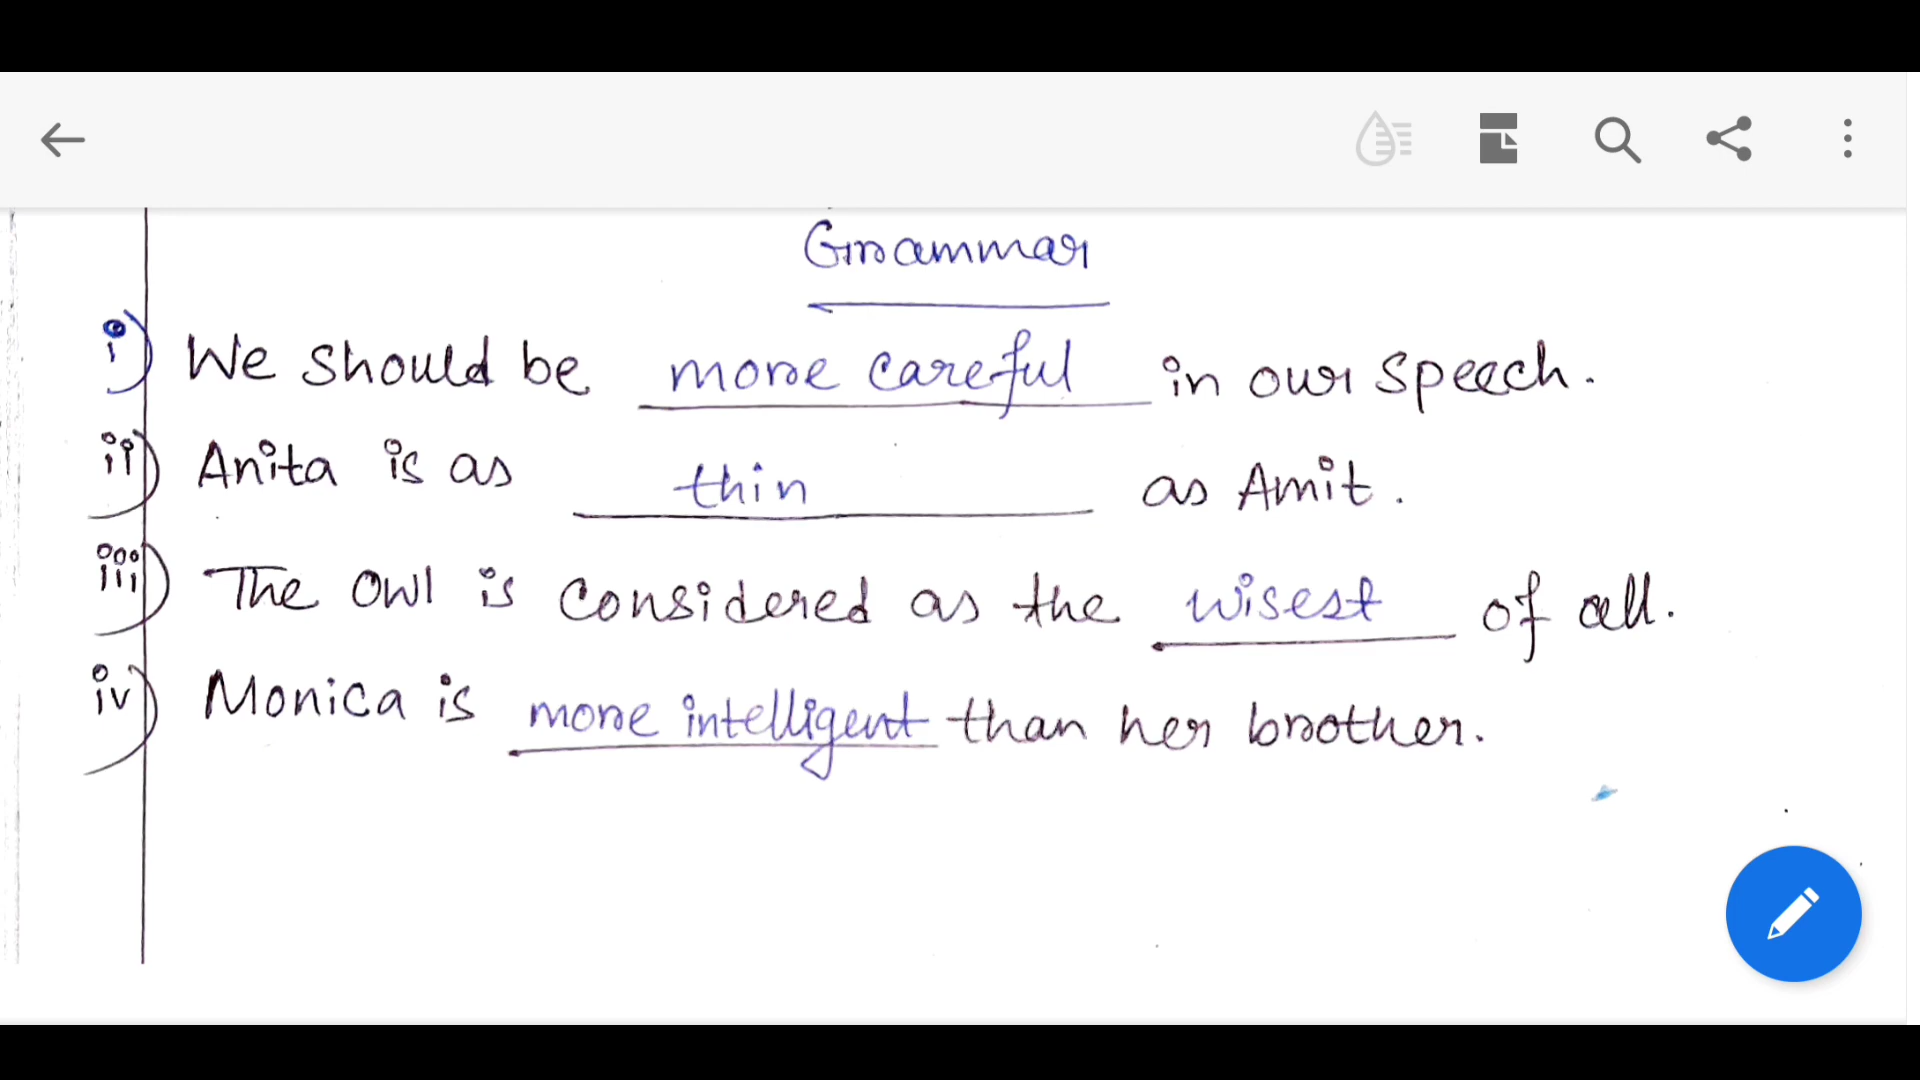 Grammar
i) We should be more careful in our speech.
ii) Anita is as thin as Amit.
iii) The owl is considered as the wisest of all.
iv) Monica is more intelligent than her brother.